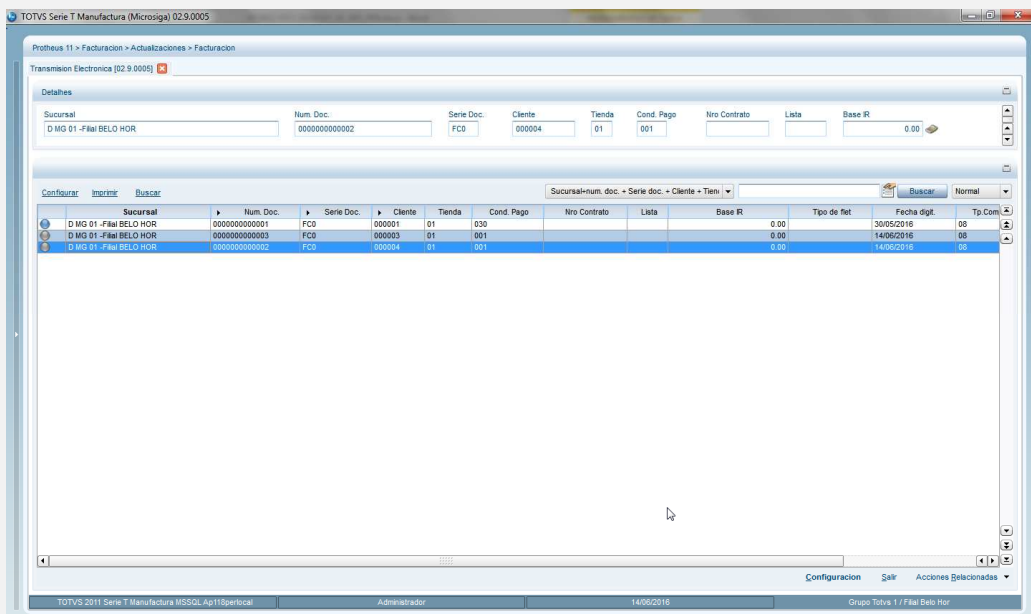 TOTVS Serie T Manufactura (Microsiga) 02.9.0005
Protheus 11 > Facturacion > Actualizaciones > Facturacion
Transmision Electronica [02.9.0005]
Detalhes
Sucursal Num. Doc. Serie Doc. Cliente Tienda Cond. Pago Nro Contrato Lista Base IR
D MG 01 -Filial BELO HOR 0000000000002 FC0 000004 01 001 0.00
Configurar Imprimir Buscar Sucursal+num. doc. + Serie doc. + Cliente + Tien Buscar Normal
Sucursal Num. Doc. Serie Doc. Cliente Tienda Cond. Pago Nro Contrato Lista Base IR Tipo de flet Fecha digit. Tp.Com
D MG 01 -Filial BELO HOR 0000000000001 FC0 000001 01 030 0.00 30/05/2016 08
D MG 01 -Filial BELO HOR 0000000000003 FC0 000003 01 001 0.00 14/06/2016 08
D MG 01 -Filial BELO HOR 0000000000002 FC0 000004 01 001 0.00 14/06/2016 08
Configuracion Salir Acciones Relacionadas
TOTVS 2011 Serie T Manufactura MSSQL Ap118perlocal Administrador 14/06/2016 Grupo Totvs 1 / Filial Belo Hor